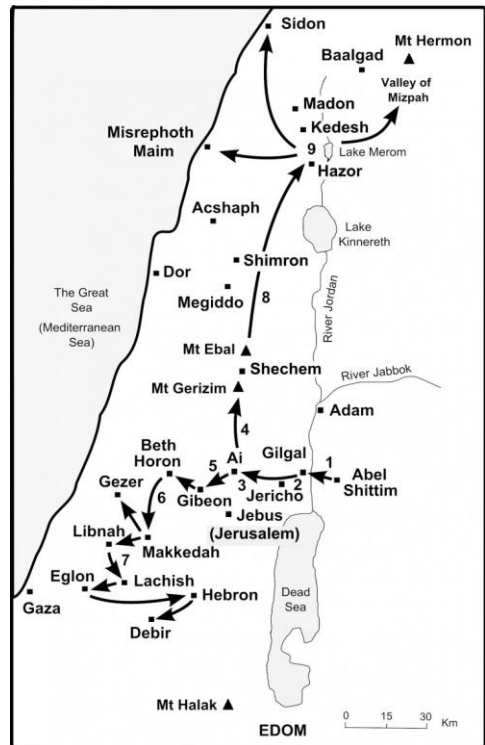 Sidon
Mt Hermon
Baalgad
Valley of
Mizpah
Madon
Kedesh
Misrephoth
Maim
9
Lake Merom
Hazor
Acshaph
Lake
Kinnereth
Shimron
Dor
The Great
Sea
(Mediterranean
Sea)
Megiddo
8
River Jordan
Mt Ebal
Shechem
River Jabbok
Mt Gerizim
Adam
4
Beth
Horon
Ai
Gilgal
1
5
3
2
Abel
Shittim
Gezer
Gibeon
Jericho
6
Jebus
(Jerusalem)
Libnah
Makkedah
7
Eglon
Lachish
Hebron
Dead
Sea
Gaza
Debir
Mt Halak
EDOM
0 15 30
Km